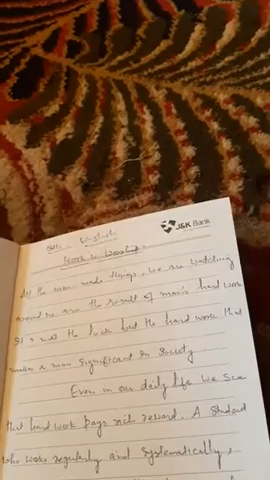 J&K Bank
Sub:- English
Work is Worship.
All the man made things, we are watching
around us are the result of man's hard work
It's not the luck but the hard work that
makes a man significant in society.
Even in our daily life we see
that hard work pays rich reward. A student
who works regularly and systematically,